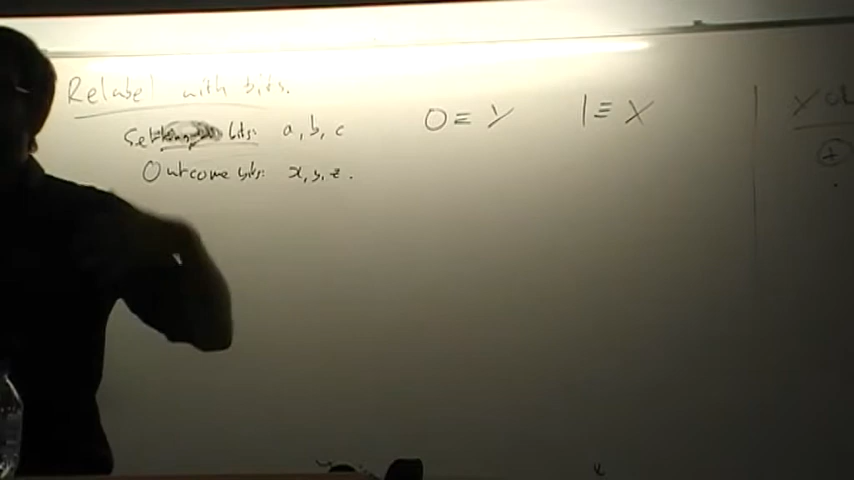 Relabel with bits.
Setting bits: a, b, c 0 ≡ Y 1 ≡ X
Outcome bits: x, y, z.